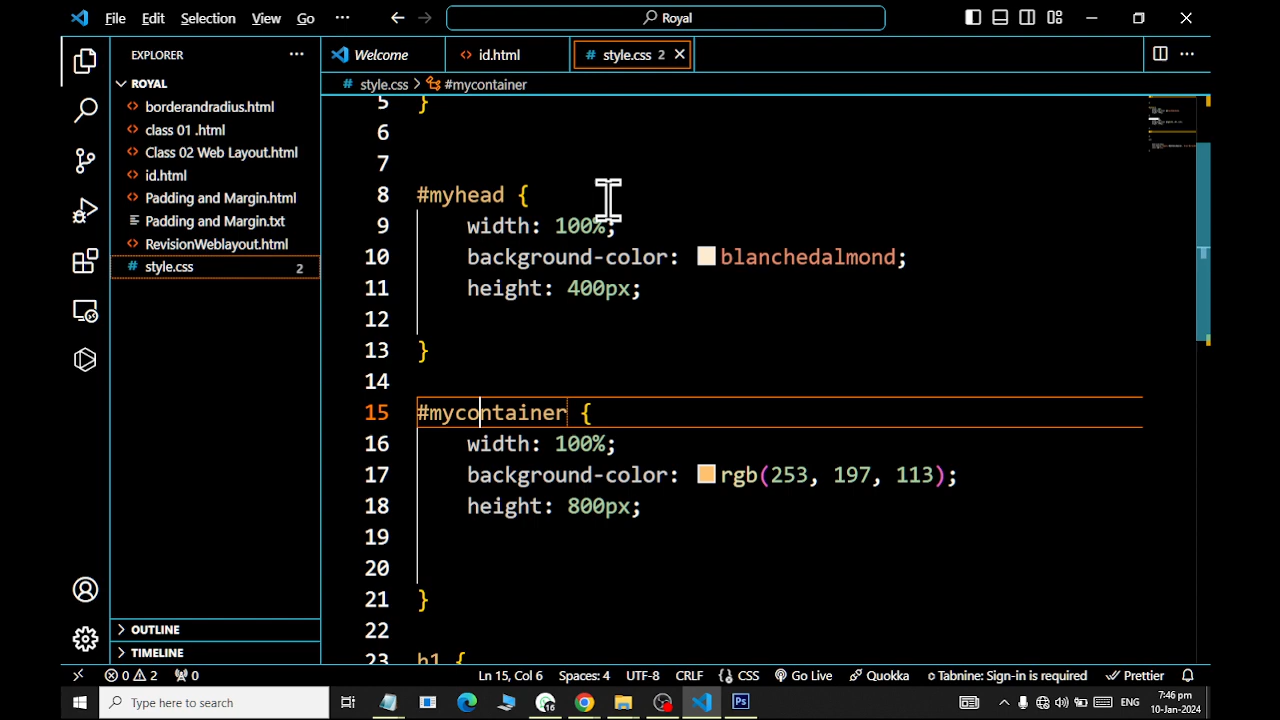 File Edit Selection View Go ··· Royal
EXPLORER ···
Welcome
id.html
style.css 2
style.css > #mycontainer
ROYAL
borderandradius.html
class 01 .html
Class 02 Web Layout.html
id.html
Padding and Margin.html
Padding and Margin.txt
RevisionWeblayout.html
style.css 2
OUTLINE
TIMELINE
5 }
6
7
8 #myhead {
9 width: 100%;
10 background-color: blanchedalmond;
11 height: 400px;
12
13 }
14
15 #mycontainer {
16 width: 100%;
17 background-color: rgb(253, 197, 113);
18 height: 800px;
19
20
21 }
22
23 h1 {
0 2 0 Ln 15, Col 6 Spaces: 4 UTF-8 CRLF {} CSS Go Live Quokka Tabnine: Sign-in is required Prettier
Type here to search
16
Ps
ENG
7:46 pm
10-Jan-2024